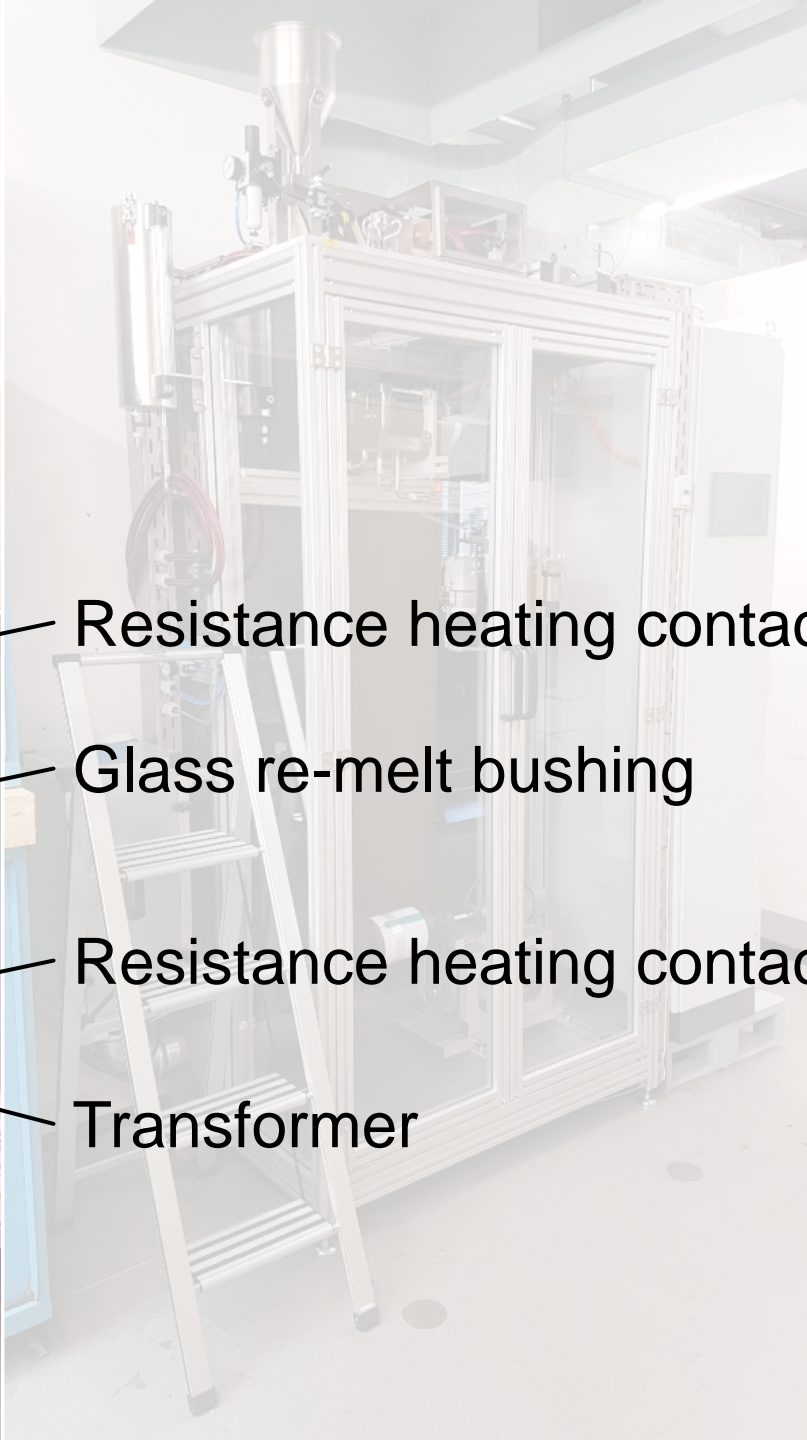 Resistance heating contac
Glass re-melt bushing
Resistance heating contac
Transformer